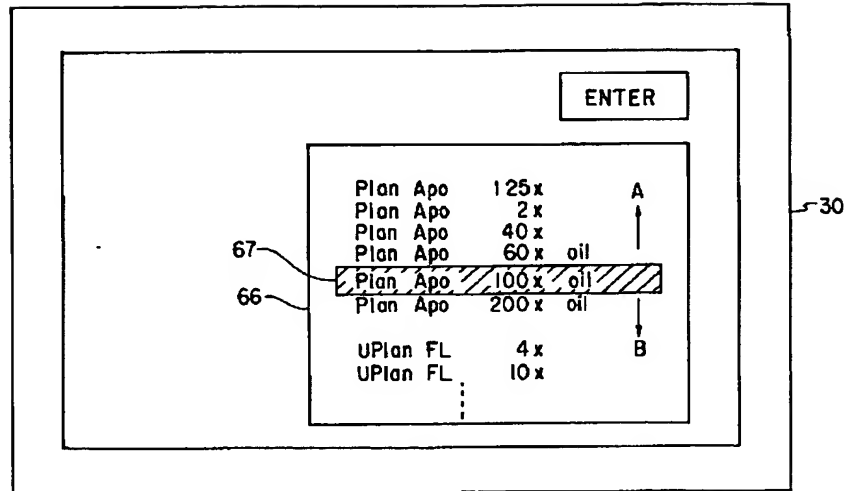 ENTER
Plan Apo 125x A
Plan Apo 2x
Plan Apo 40x
Plan Apo 60x oil
Plan Apo 100x oil
Plan Apo 200x oil
UPlan FL 4x B
UPlan FL 10x
67
66
30